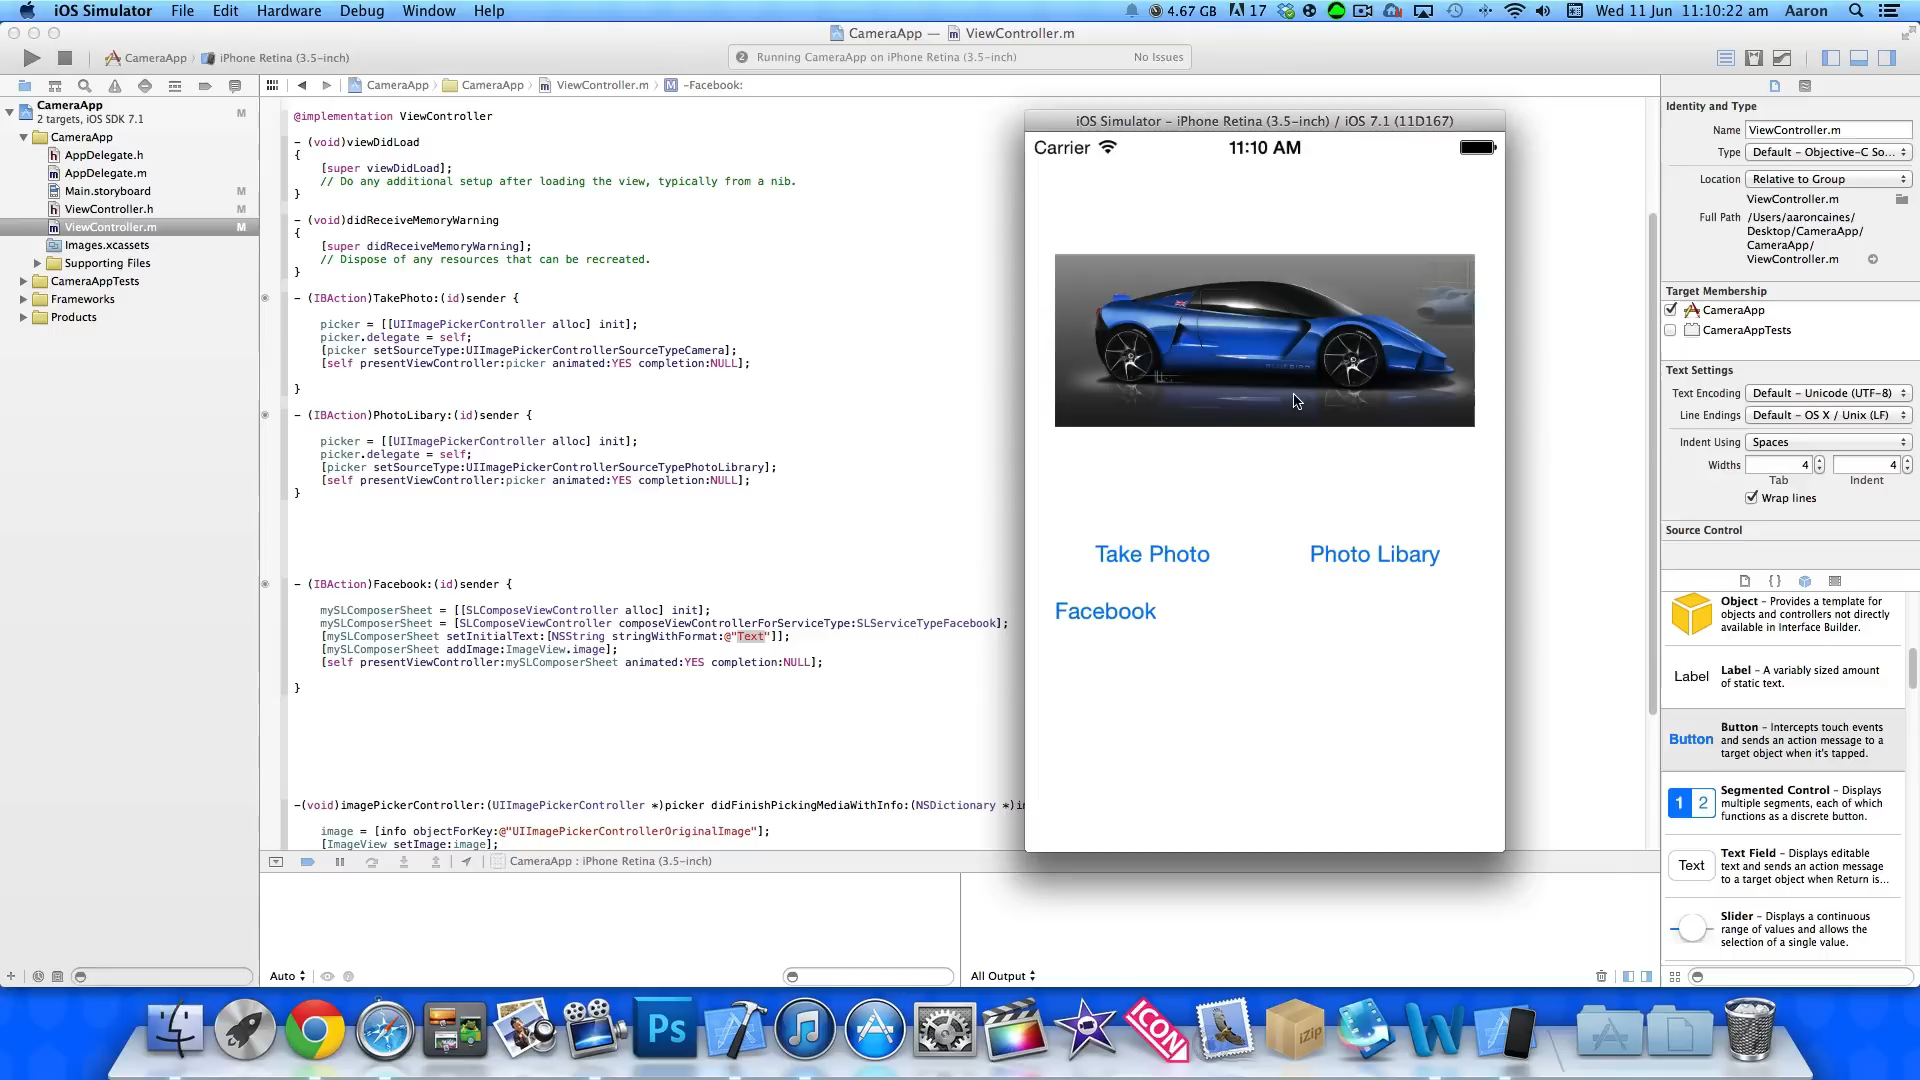 iOS Simulator File Edit Hardware Debug Window Help 4.67 GB 17 Wed 11 Jun 11:10:22 am Aaron
CameraApp — ViewController.m
CameraApp iPhone Retina (3.5-inch)
2 Running CameraApp on iPhone Retina (3.5-inch) No Issues
CameraApp CameraApp ViewController.m M -Facebook:
CameraApp M
2 targets, iOS SDK 7.1
CameraApp
AppDelegate.h
AppDelegate.m
Main.storyboard M
ViewController.h M
ViewController.m M
Images.xcassets
Supporting Files
CameraAppTests
Frameworks
Products
@implementation ViewController
- (void)viewDidLoad
{
[super viewDidLoad];
// Do any additional setup after loading the view, typically from a nib.
}
- (void)didReceiveMemoryWarning
{
[super didReceiveMemoryWarning];
// Dispose of any resources that can be recreated.
}
- (IBAction)TakePhoto:(id)sender {
picker = [[UIImagePickerController alloc] init];
picker.delegate = self;
[picker setSourceType:UIImagePickerControllerSourceTypeCamera];
[self presentViewController:picker animated:YES completion:NULL];
}
- (IBAction)PhotoLibary:(id)sender {
picker = [[UIImagePickerController alloc] init];
picker.delegate = self;
[picker setSourceType:UIImagePickerControllerSourceTypePhotoLibrary];
[self presentViewController:picker animated:YES completion:NULL];
}
- (IBAction)Facebook:(id)sender {
mySLComposerSheet = [[SLComposeViewController alloc] init];
mySLComposerSheet = [SLComposeViewController composeViewControllerForServiceType:SLServiceTypeFacebook];
[mySLComposerSheet setInitialText:[NSString stringWithFormat:@"Text"]];
[mySLComposerSheet addImage:ImageView.image];
[self presentViewController:mySLComposerSheet animated:YES completion:NULL];
}
-(void)imagePickerController:(UIImagePickerController *)picker didFinishPickingMediaWithInfo:(NSDictionary *)in
image = [info objectForKey:@"UIImagePickerControllerOriginalImage"];
[ImageView setImage:image];
CameraApp : iPhone Retina (3.5-inch)
Auto
All Output
iOS Simulator – iPhone Retina (3.5-inch) / iOS 7.1 (11D167)
Carrier 11:10 AM
Take Photo Photo Libary
Facebook
Identity and Type
Name ViewController.m
Type Default - Objective-C So...
Location Relative to Group
ViewController.m
Full Path /Users/aaroncaines/
Desktop/CameraApp/
CameraApp/
ViewController.m
Target Membership
CameraApp
CameraAppTests
Text Settings
Text Encoding Default - Unicode (UTF-8)
Line Endings Default - OS X / Unix (LF)
Indent Using Spaces
Widths 4 4
Tab Indent
Wrap lines
Source Control
Object - Provides a template for
objects and controllers not directly
available in Interface Builder.
Label Label - A variably sized amount
of static text.
Button Button - Intercepts touch events
and sends an action message to a
target object when it's tapped.
1 2 Segmented Control - Displays
multiple segments, each of which
functions as a discrete button.
Text Text Field - Displays editable
text and sends an action message
to a target object when Return is...
Slider - Displays a continuous
range of values and allows the
selection of a single value.
Ps
ICON
iZip
W